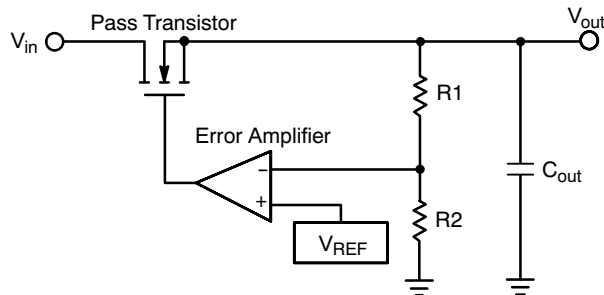 Pass Transistor
Vin
Vout
R1
Error Amplifier
−
+
Cout
R2
VREF